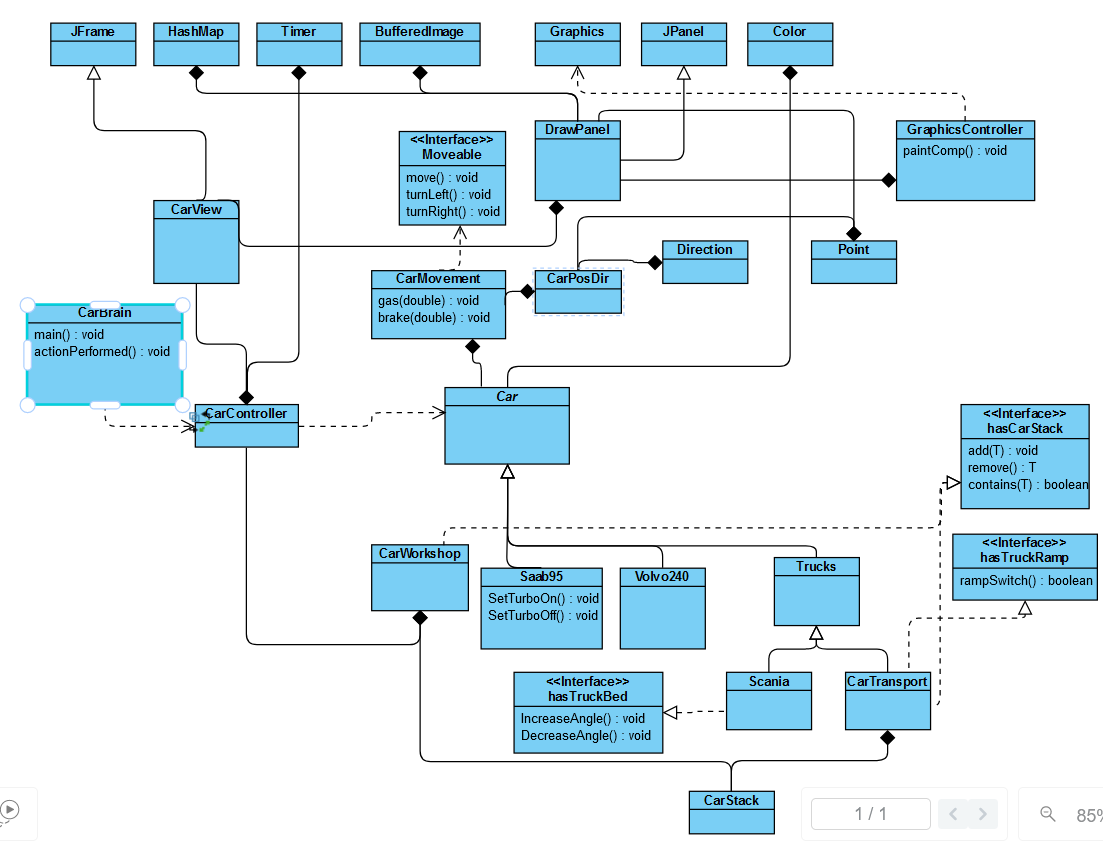 JFrame
HashMap
Timer
BufferedImage
Graphics
JPanel
Color
<<Interface>>
Moveable
move() : void
turnLeft() : void
turnRight() : void
DrawPanel
GraphicsController
paintComp() : void
CarView
CarMovement
gas(double) : void
brake(double) : void
CarPosDir
Direction
Point
CarBrain
main() : void
actionPerformed() : void
CarController
Car
<<Interface>>
hasCarStack
add(T) : void
remove() : T
contains(T) : boolean
CarWorkshop
Saab95
SetTurboOn() : void
SetTurboOff() : void
Volvo240
Trucks
<<Interface>>
hasTruckRamp
rampSwitch() : boolean
<<Interface>>
hasTruckBed
IncreaseAngle() : void
DecreaseAngle() : void
Scania
CarTransport
CarStack
1 / 1
85%